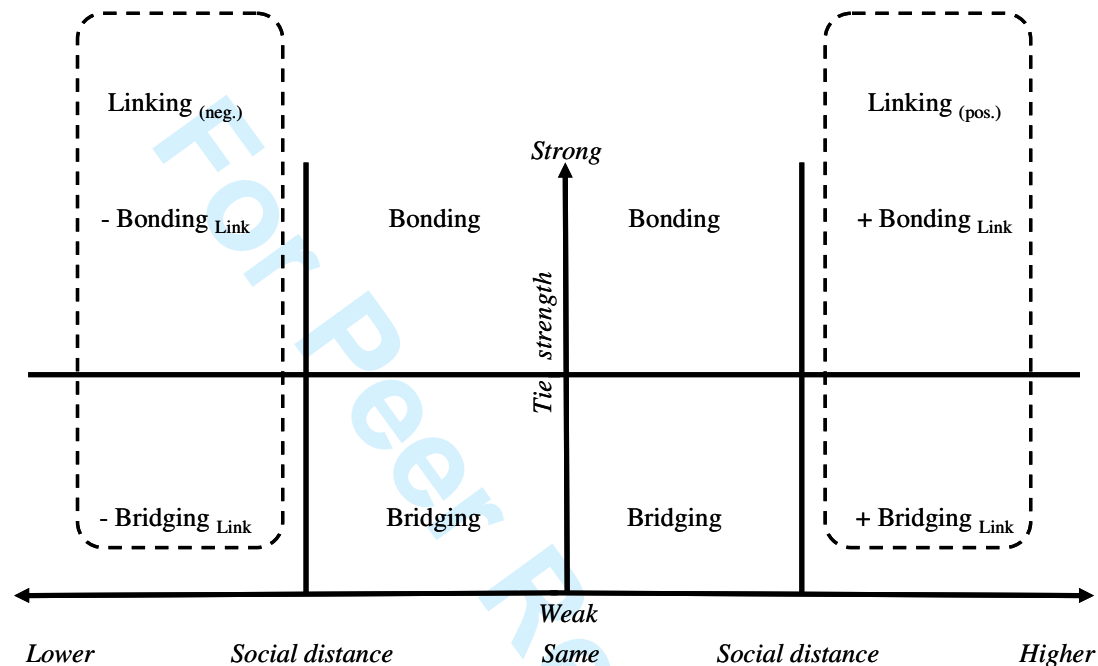 Linking (neg.) Linking (pos.)
Strong
- Bonding Link Bonding Bonding + Bonding Link
Tie strength
- Bridging Link Bridging Bridging + Bridging Link
Weak
Lower Social distance Same Social distance Higher
For Peer Re